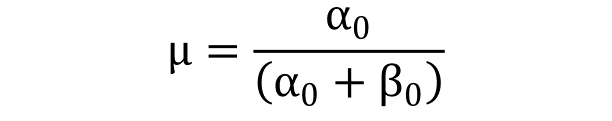 μ = α₀ / (α₀ + β₀)